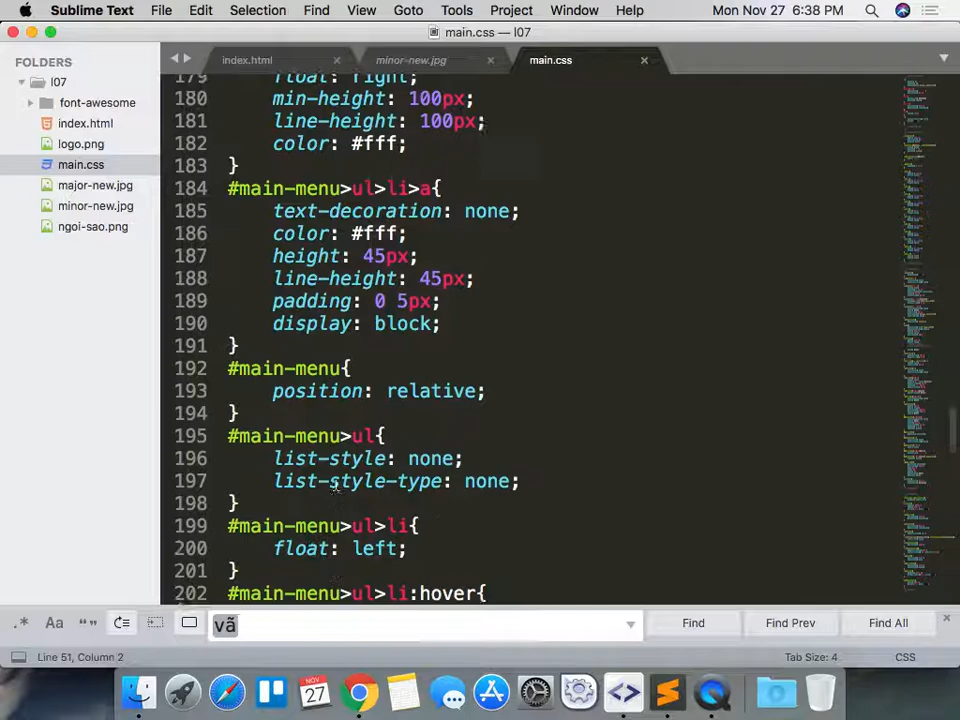 Sublime Text File Edit Selection Find View Goto Tools Project Window Help Mon Nov 27 6:38 PM
main.css — l07
FOLDERS
l07
font-awesome
index.html
logo.png
main.css
major-new.jpg
minor-new.jpg
ngoi-sao.png
index.html minor-new.jpg main.css
179 float: right;
180 min-height: 100px;
181 line-height: 100px;
182 color: #fff;
183 }
184 #main-menu>ul>li>a{
185 text-decoration: none;
186 color: #fff;
187 height: 45px;
188 line-height: 45px;
189 padding: 0 5px;
190 display: block;
191 }
192 #main-menu{
193 position: relative;
194 }
195 #main-menu>ul{
196 list-style: none;
197 list-style-type: none;
198 }
199 #main-menu>ul>li{
200 float: left;
201 }
202 #main-menu>ul>li:hover{
.* Aa “” vã Find Find Prev Find All
Line 51, Column 2 Tab Size: 4 CSS
NOV
27